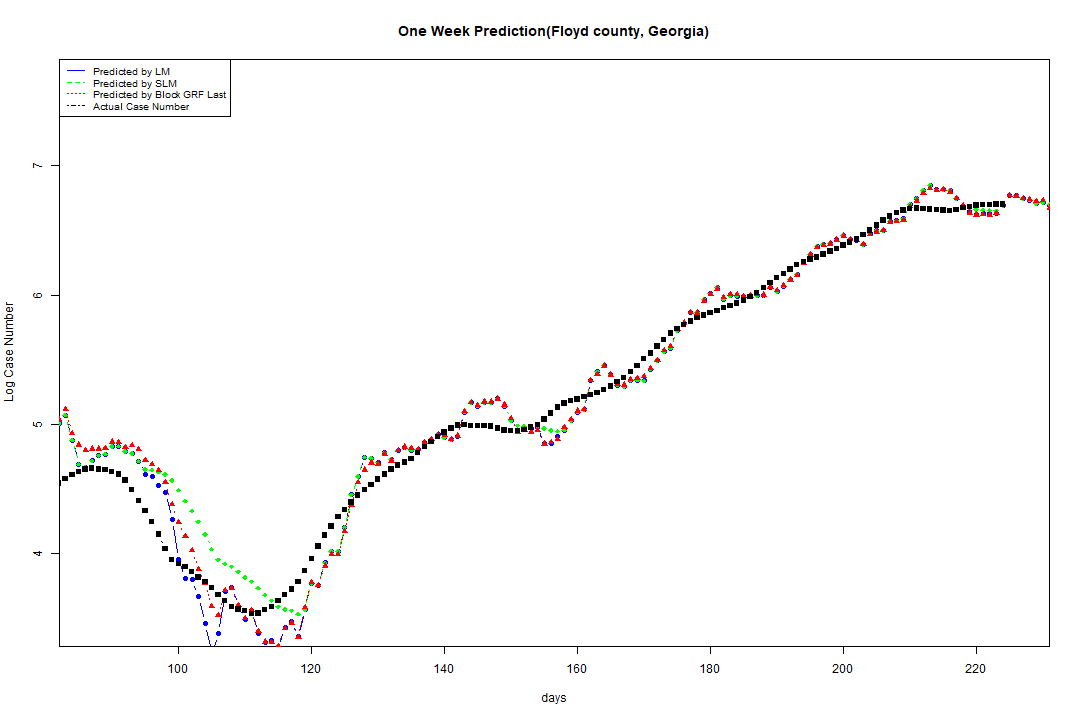 One Week Prediction(Floyd county, Georgia)
Predicted by LM
Predicted by SLM
Predicted by Block GRF Last
Actual Case Number
7
6
5
4
Log Case Number
100 120 140 160 180 200 220
days